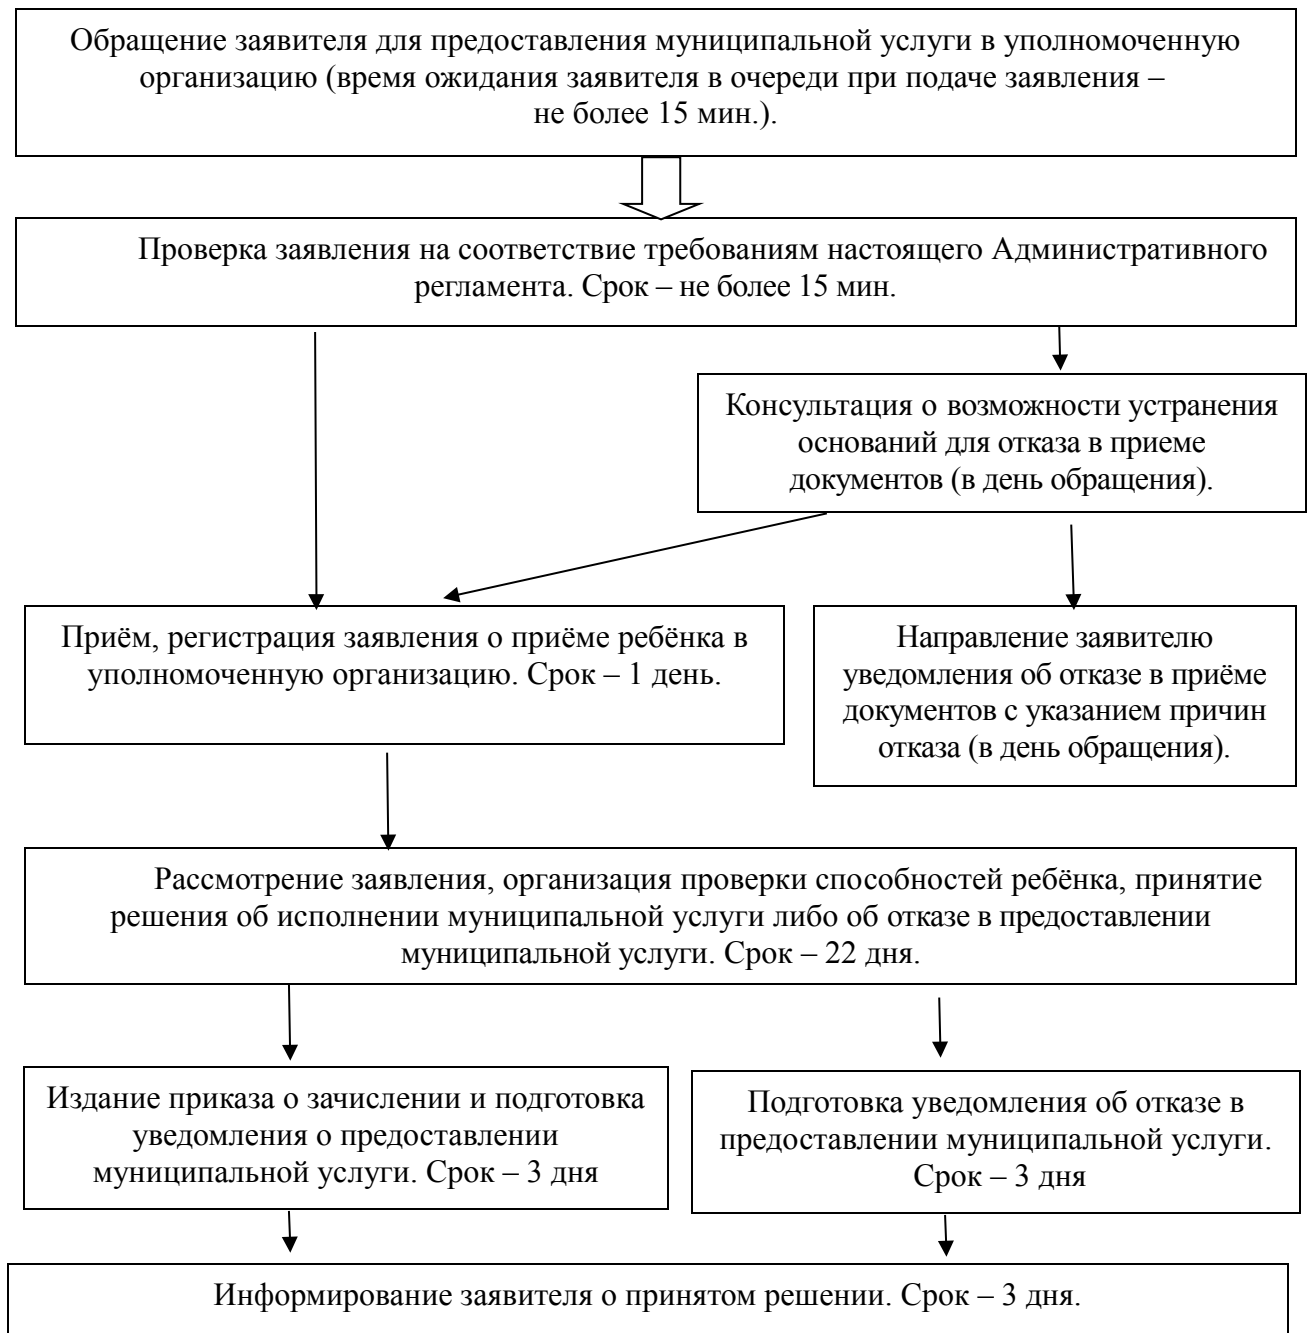 Обращение заявителя для предоставления муниципальной услуги в уполномоченную
организацию (время ожидания заявителя в очереди при подаче заявления –
не более 15 мин.).
Проверка заявления на соответствие требованиям настоящего Административного
регламента. Срок – не более 15 мин.
Консультация о возможности устранения
оснований для отказа в приеме
документов (в день обращения).
Приём, регистрация заявления о приёме ребёнка в
уполномоченную организацию. Срок – 1 день.
Направление заявителю
уведомления об отказе в приёме
документов с указанием причин
отказа (в день обращения).
Рассмотрение заявления, организация проверки способностей ребёнка, принятие
решения об исполнении муниципальной услуги либо об отказе в предоставлении
муниципальной услуги. Срок – 22 дня.
Издание приказа о зачислении и подготовка
уведомления о предоставлении
муниципальной услуги. Срок – 3 дня
Подготовка уведомления об отказе в
предоставлении муниципальной услуги.
Срок – 3 дня
Информирование заявителя о принятом решении. Срок – 3 дня.